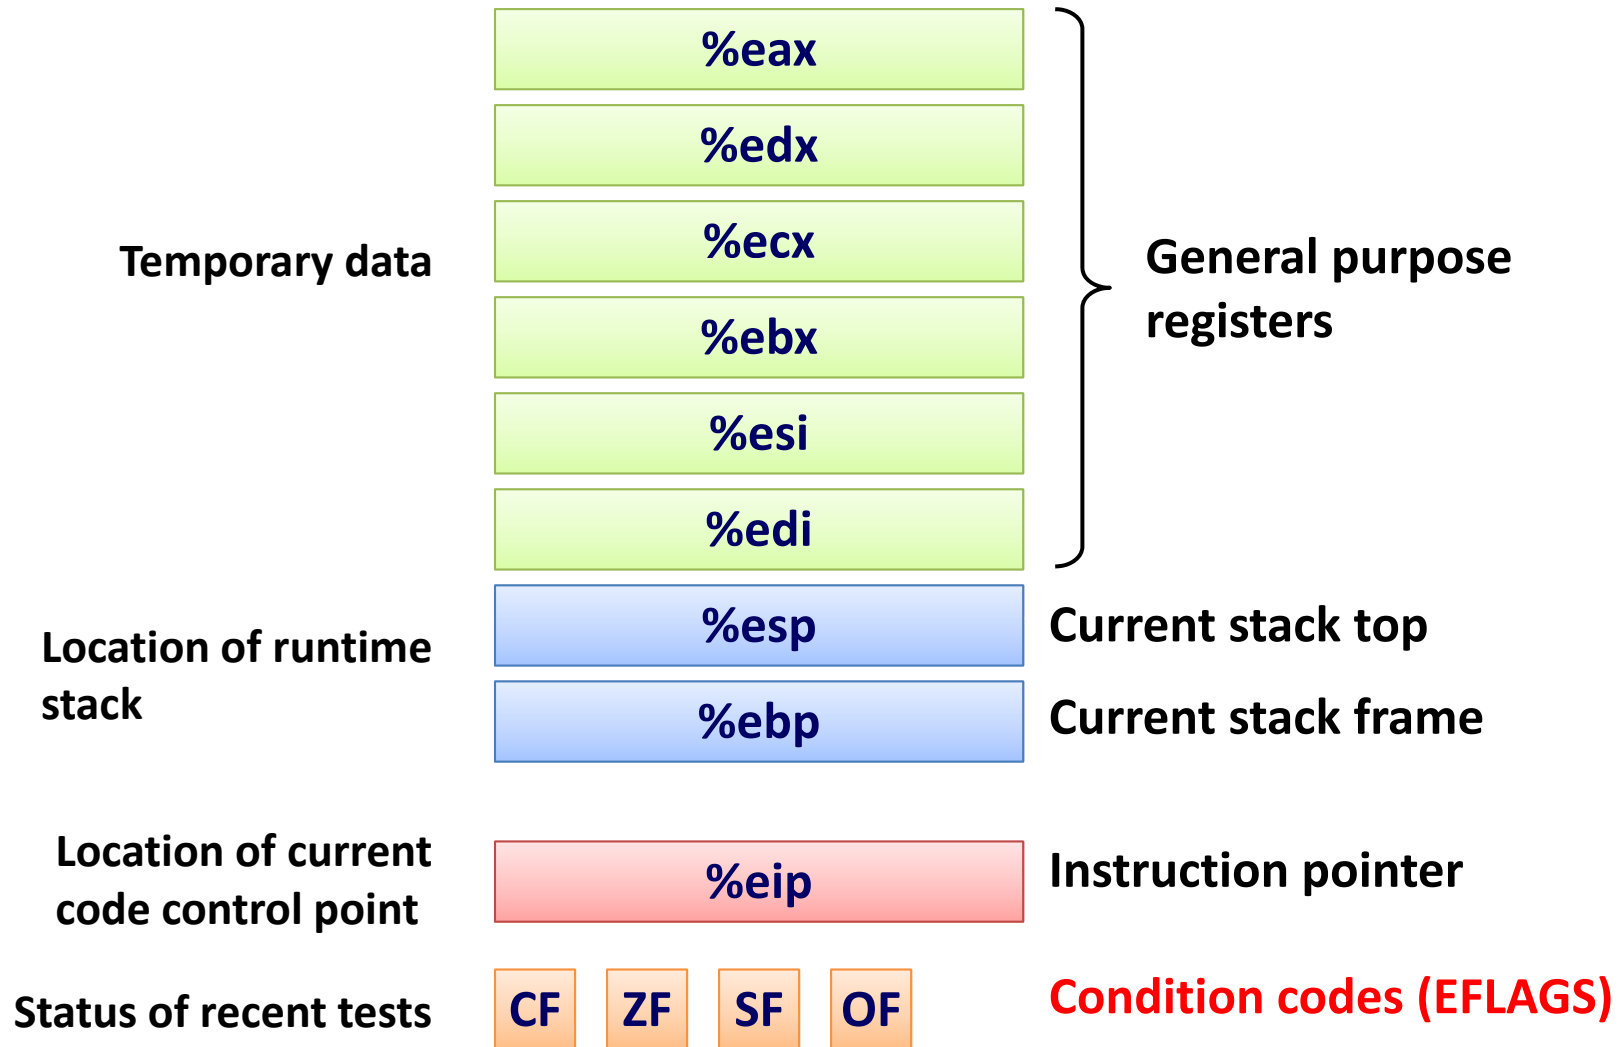 %eax
%edx
%ecx
Temporary data
General purpose
registers
%ebx
%esi
%edi
%esp
Current stack top
Location of runtime
stack
%ebp
Current stack frame
Location of current
code control point
%eip
Instruction pointer
Status of recent tests
CF ZF SF OF
Condition codes (EFLAGS)